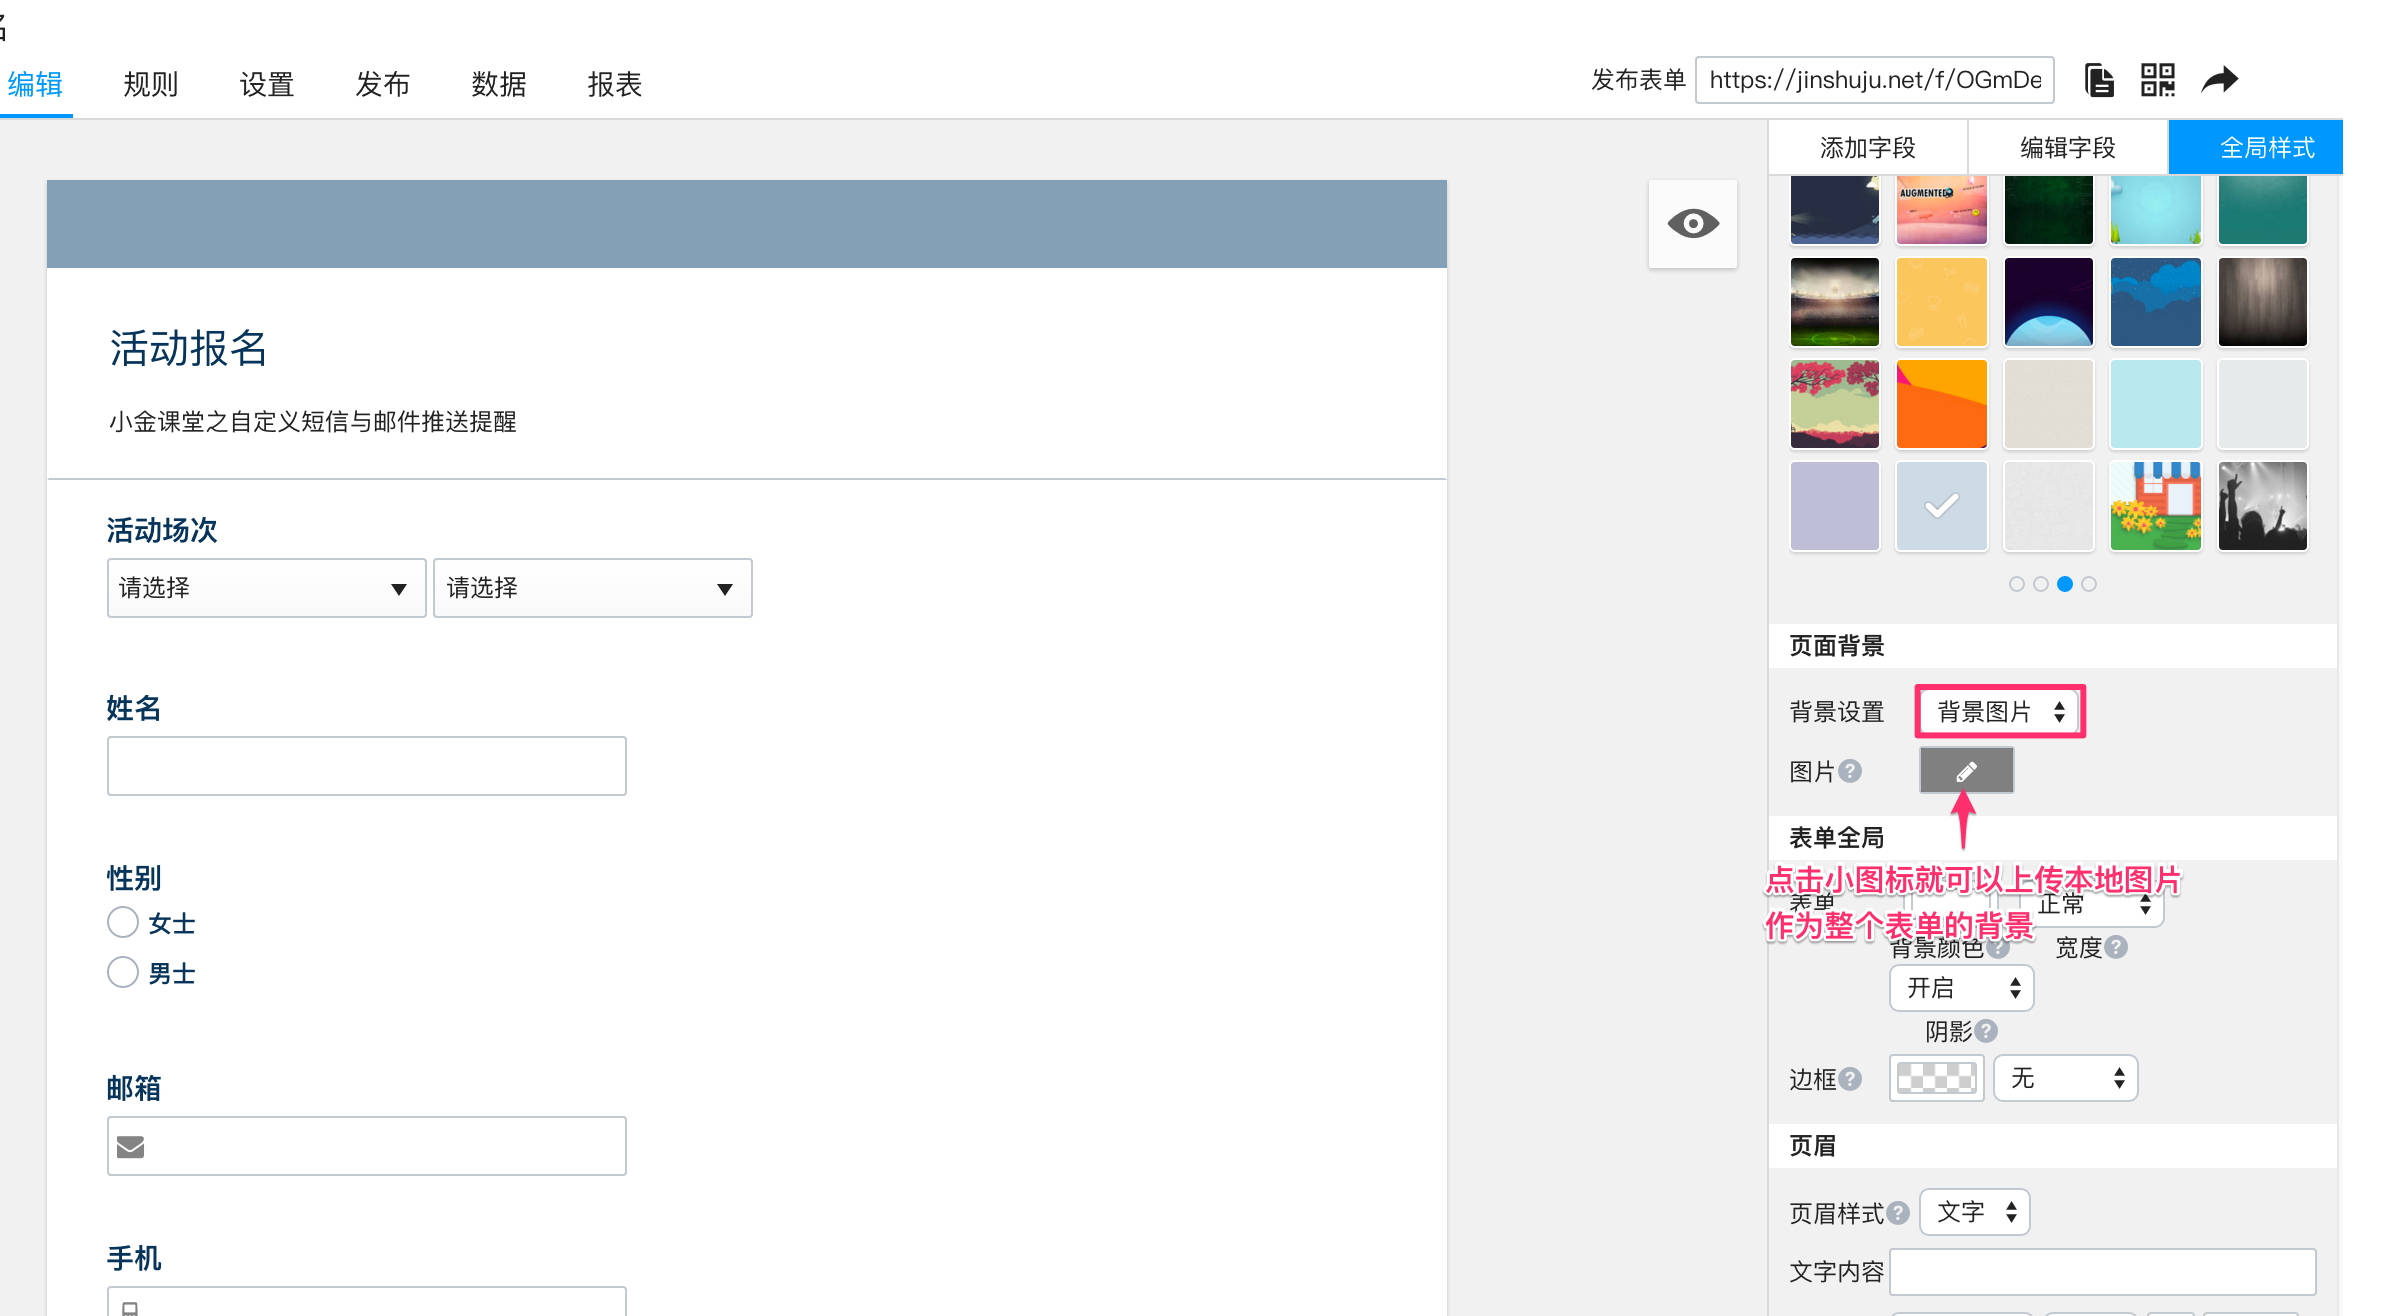 名
编辑 规则 设置 发布 数据 报表
发布表单 https://jinshuju.net/f/OGmDe
添加字段 编辑字段 全局样式
AUGMENTED
活动报名
小金课堂之自定义短信与邮件推送提醒
活动场次
请选择 请选择
姓名
性别
女士
男士
邮箱
手机
页面背景
背景设置 背景图片
图片 ?
表单全局
点击小图标就可以上传本地图片
表单 正常
作为整个表单的背景
背景颜色 ? 宽度 ?
开启
阴影 ?
边框 ? 无
页眉
页眉样式 ? 文字
文字内容